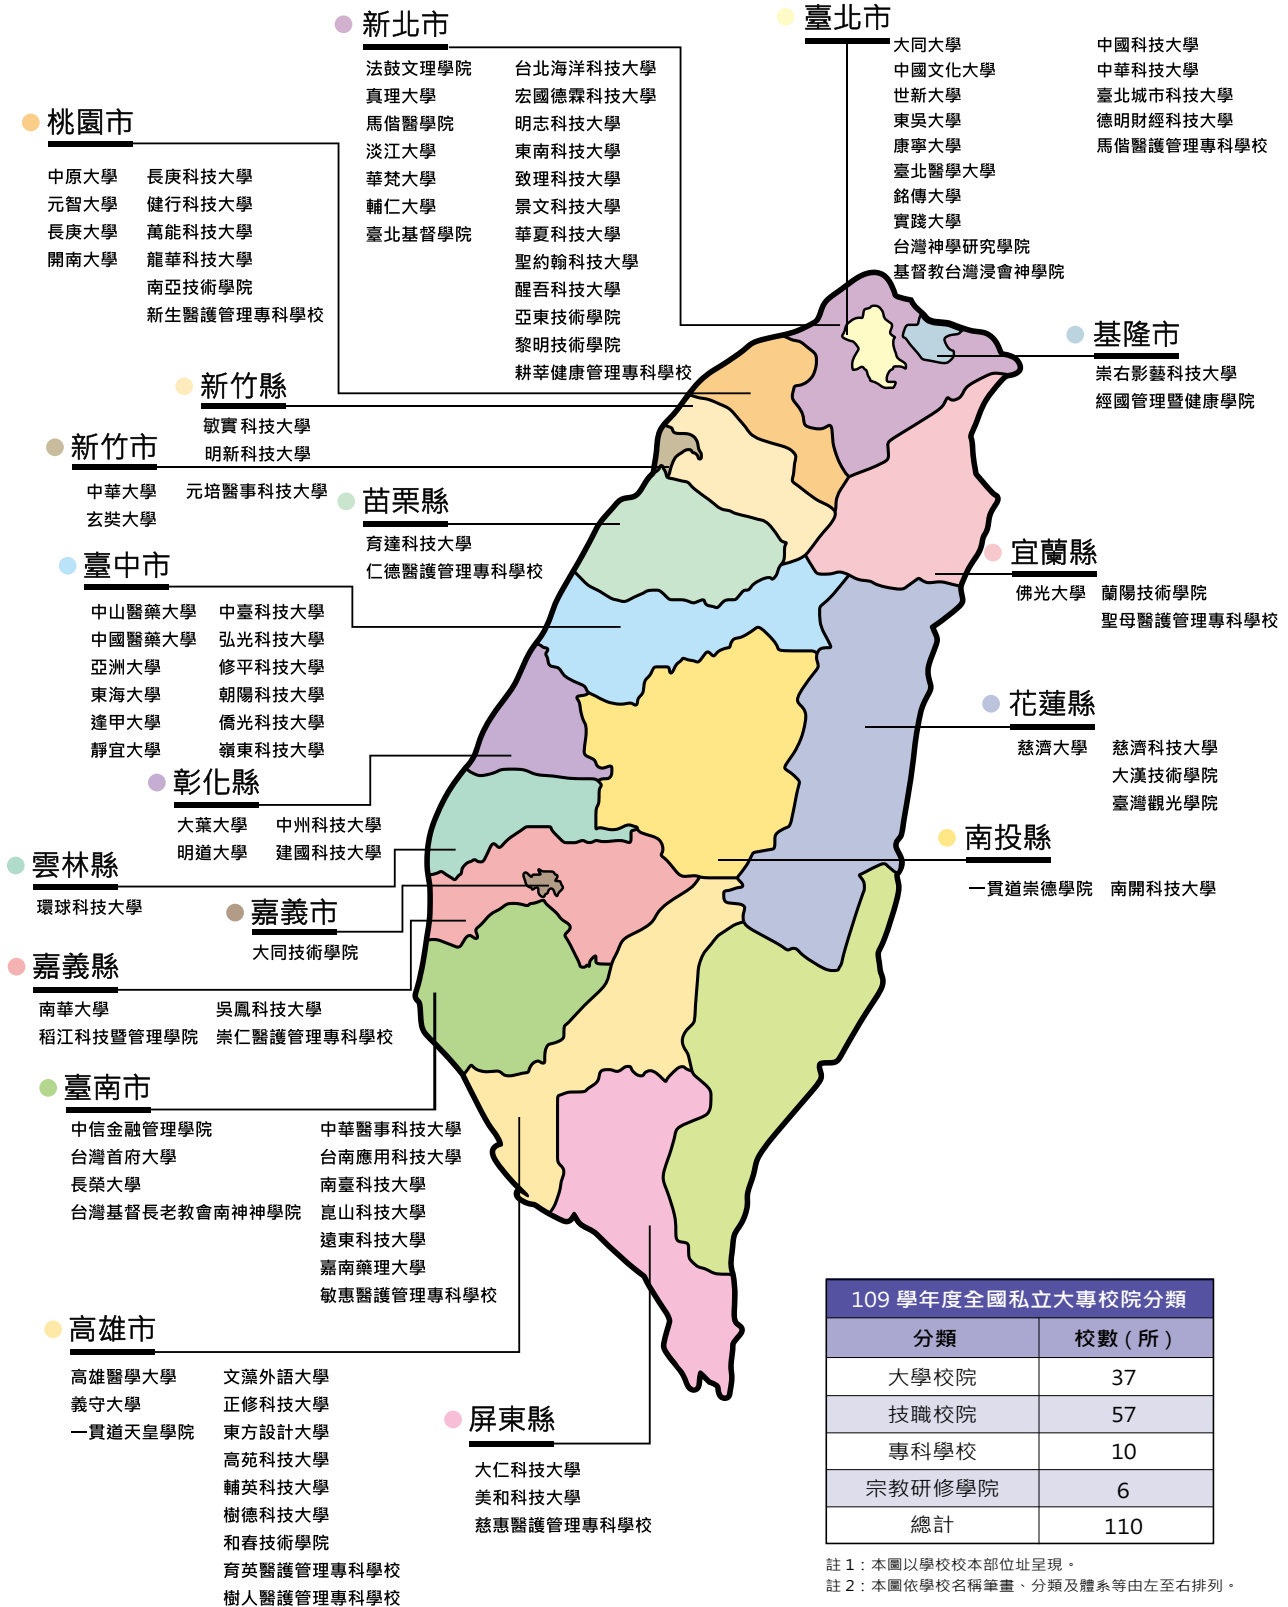 新北市
法鼓文理學院
真理大學
馬偕醫學院
淡江大學
華梵大學
輔仁大學
臺北基督學院
台北海洋科技大學
宏國德霖科技大學
明志科技大學
東南科技大學
致理科技大學
景文科技大學
華夏科技大學
聖約翰科技大學
醒吾科技大學
亞東技術學院
黎明技術學院
耕莘健康管理專科學校
臺北市
大同大學
中國文化大學
世新大學
東吳大學
康寧大學
臺北醫學大學
銘傳大學
實踐大學
台灣神學研究學院
基督教台灣浸會神學院
中國科技大學
中華科技大學
臺北城市科技大學
德明財經科技大學
馬偕醫護管理專科學校
桃園市
中原大學
元智大學
長庚大學
開南大學
長庚科技大學
健行科技大學
萬能科技大學
龍華科技大學
南亞技術學院
新生醫護管理專科學校
基隆市
崇右影藝科技大學
經國管理暨健康學院
新竹縣
敏實科技大學
明新科技大學
新竹市
中華大學
玄奘大學
元培醫事科技大學
苗栗縣
育達科技大學
仁德醫護管理專科學校
宜蘭縣
佛光大學
蘭陽技術學院
聖母醫護管理專科學校
臺中市
中山醫藥大學
中國醫藥大學
亞洲大學
東海大學
逢甲大學
靜宜大學
中臺科技大學
弘光科技大學
修平科技大學
朝陽科技大學
僑光科技大學
嶺東科技大學
花蓮縣
慈濟大學
慈濟科技大學
大漢技術學院
臺灣觀光學院
彰化縣
大葉大學
明道大學
中州科技大學
建國科技大學
南投縣
一貫道崇德學院
南開科技大學
雲林縣
環球科技大學
嘉義市
大同技術學院
嘉義縣
南華大學
稻江科技暨管理學院
吳鳳科技大學
崇仁醫護管理專科學校
臺南市
中信金融管理學院
台灣首府大學
長榮大學
台灣基督長老教會南神神學院
中華醫事科技大學
台南應用科技大學
南臺科技大學
崑山科技大學
遠東科技大學
嘉南藥理大學
敏惠醫護管理專科學校
高雄市
高雄醫學大學
義守大學
一貫道天皇學院
文藻外語大學
正修科技大學
東方設計大學
高苑科技大學
輔英科技大學
樹德科技大學
和春技術學院
育英醫護管理專科學校
樹人醫護管理專科學校
屏東縣
大仁科技大學
美和科技大學
慈惠醫護管理專科學校
109 學年度全國私立大專校院分類
分類 校數（所）
大學校院 37
技職校院 57
專科學校 10
宗教研修學院 6
總計 110
註 1：本圖以學校校本部位址呈現。
註 2：本圖依學校名稱筆畫、分類及體系等由左至右排列。